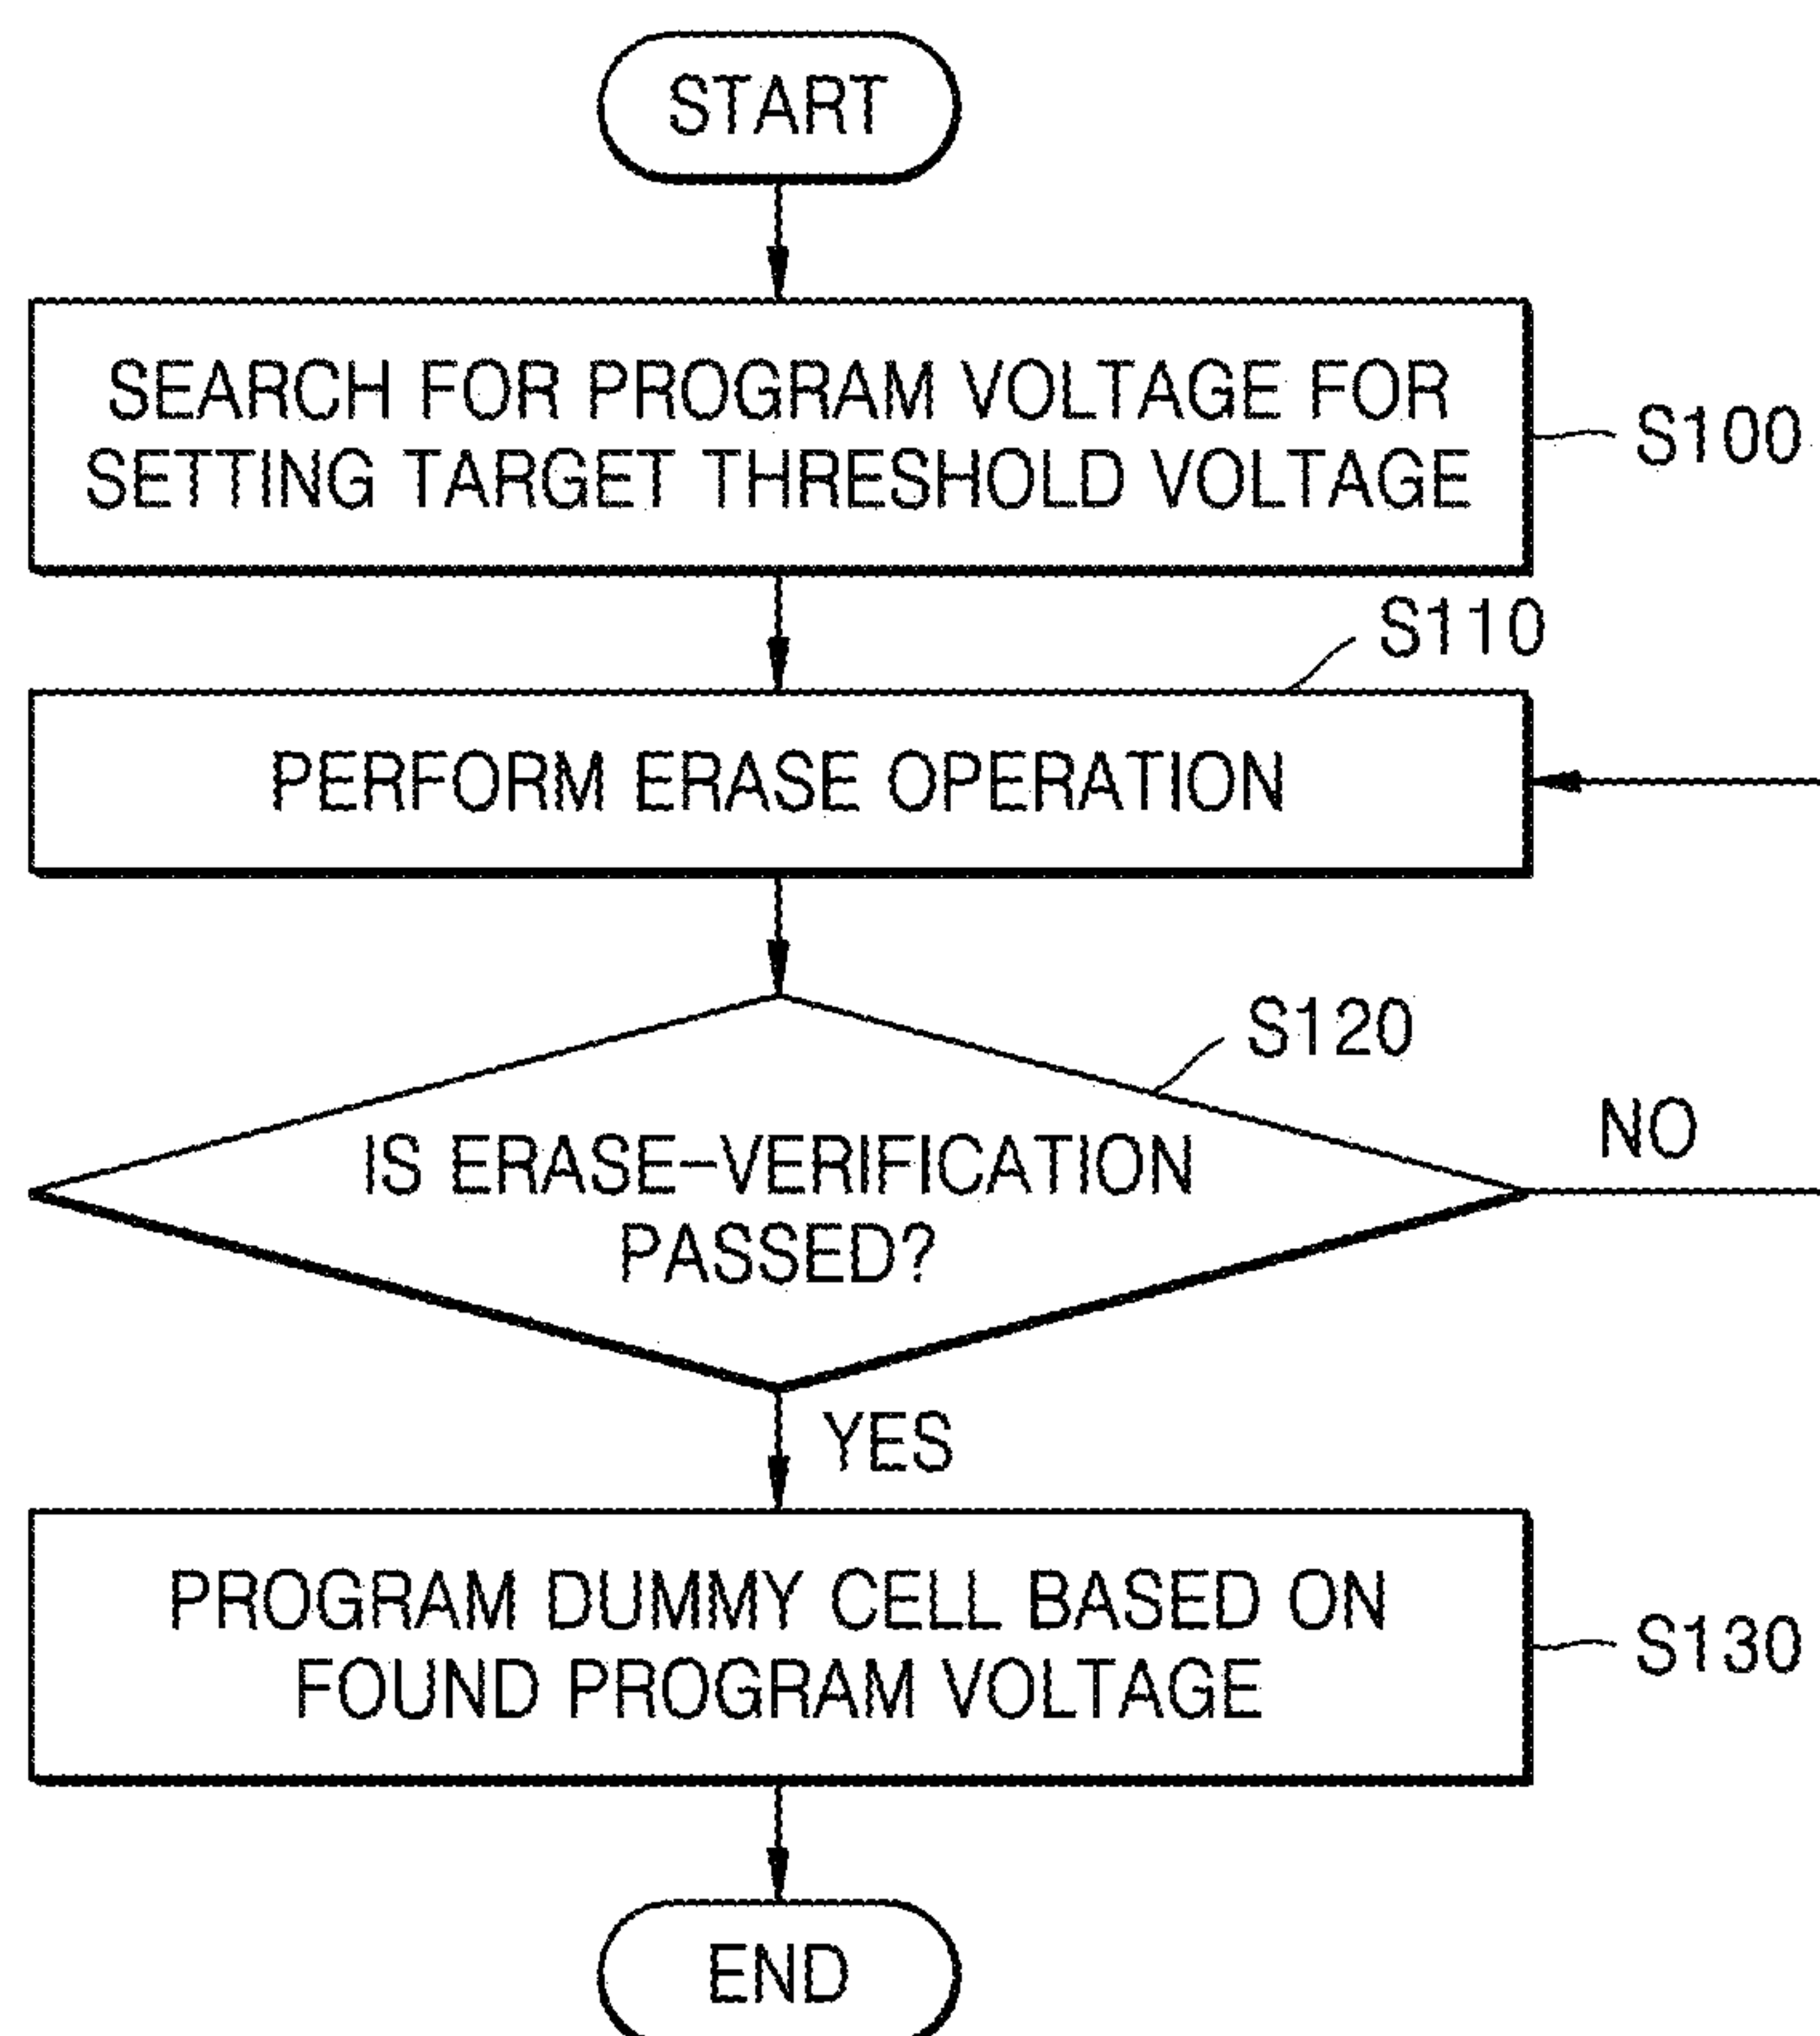 START
SEARCH FOR PROGRAM VOLTAGE FOR
SETTING TARGET THRESHOLD VOLTAGE
S100
S110
PERFORM ERASE OPERATION
S120
IS ERASE-VERIFICATION
PASSED?
NO
YES
PROGRAM DUMMY CELL BASED ON
FOUND PROGRAM VOLTAGE
S130
END